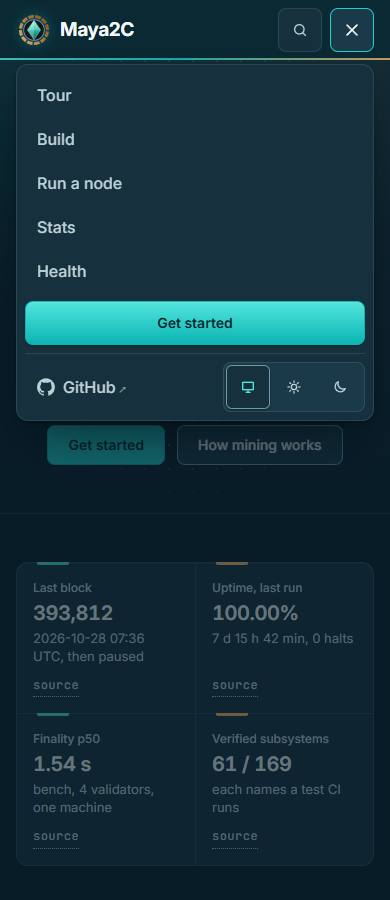 Maya2C
Tour
Build
Run a node
Stats
Health
Get started
GitHub ↗
Get started
How mining works
Last block
393,812
2026-10-28 07:36
UTC, then paused
source
Uptime, last run
100.00%
7 d 15 h 42 min, 0 halts
source
Finality p50
1.54 s
bench, 4 validators,
one machine
source
Verified subsystems
61 / 169
each names a test CI
runs
source